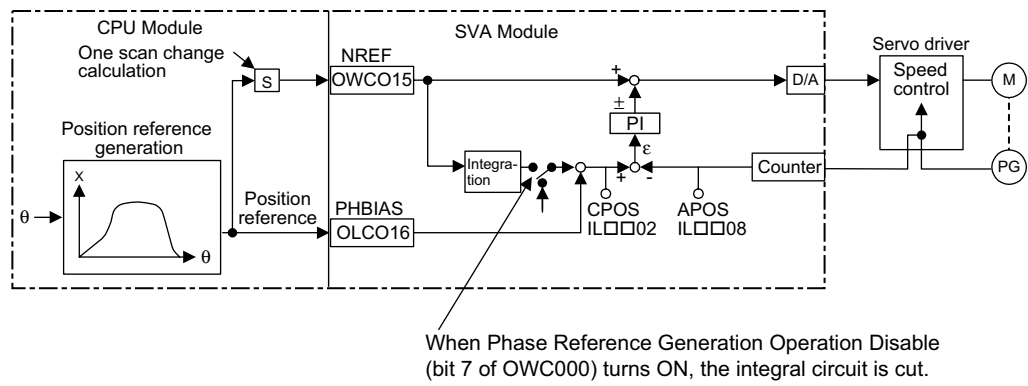 CPU Module
SVA Module
One scan change
calculation
S
NREF
OWCO15
D/A
Servo driver
Speed
control
M
PG
Position reference
generation
X
θ
θ
Position
reference
PHBIAS
OLCO16
Integra-
tion
+
±
PI
ε
+
-
CPOS
IL□□02
APOS
IL□□08
Counter
When Phase Reference Generation Operation Disable
(bit 7 of OWC000) turns ON, the integral circuit is cut.